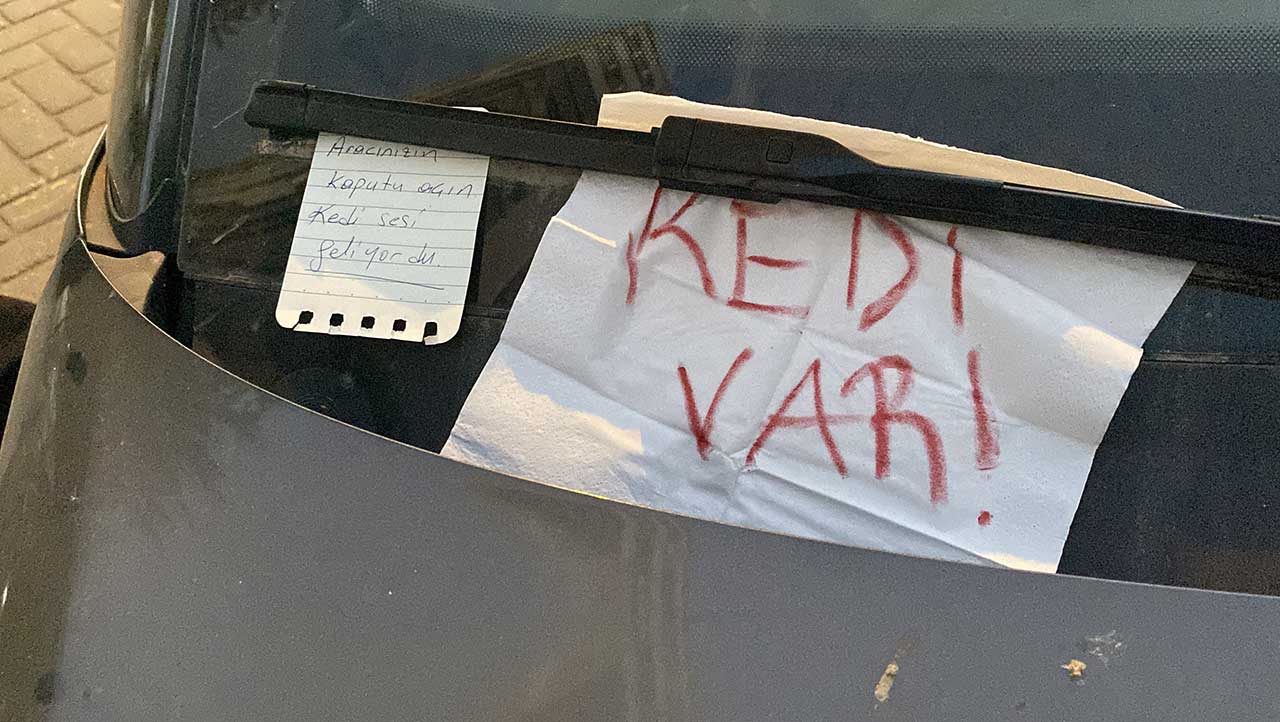 Aracınızın
Kaputu açın
Kedi sesi
geliyordu.
KEDİ
VAR!